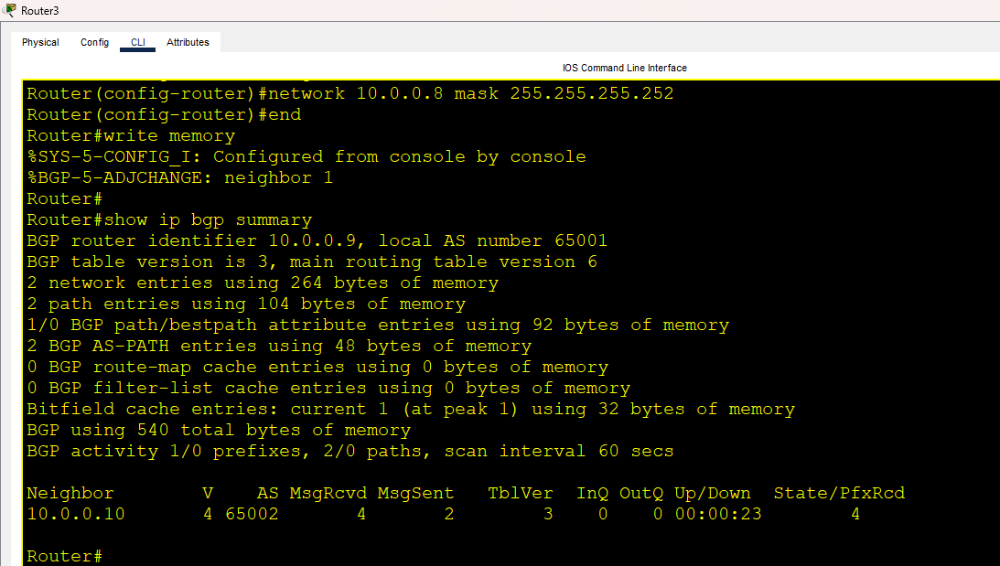 Router3
Physical Config CLI Attributes
IOS Command Line Interface
Router(config-router)#network 10.0.0.8 mask 255.255.255.252
Router(config-router)#end
Router#write memory
%SYS-5-CONFIG_I: Configured from console by console
%BGP-5-ADJCHANGE: neighbor 1
Router#
Router#show ip bgp summary
BGP router identifier 10.0.0.9, local AS number 65001
BGP table version is 3, main routing table version 6
2 network entries using 264 bytes of memory
2 path entries using 104 bytes of memory
1/0 BGP path/bestpath attribute entries using 92 bytes of memory
2 BGP AS-PATH entries using 48 bytes of memory
0 BGP route-map cache entries using 0 bytes of memory
0 BGP filter-list cache entries using 0 bytes of memory
Bitfield cache entries: current 1 (at peak 1) using 32 bytes of memory
BGP using 540 total bytes of memory
BGP activity 1/0 prefixes, 2/0 paths, scan interval 60 secs
Neighbor V AS MsgRcvd MsgSent TblVer InQ OutQ Up/Down State/PfxRcd
10.0.0.10 4 65002 4 2 3 0 0 00:00:23 4
Router#